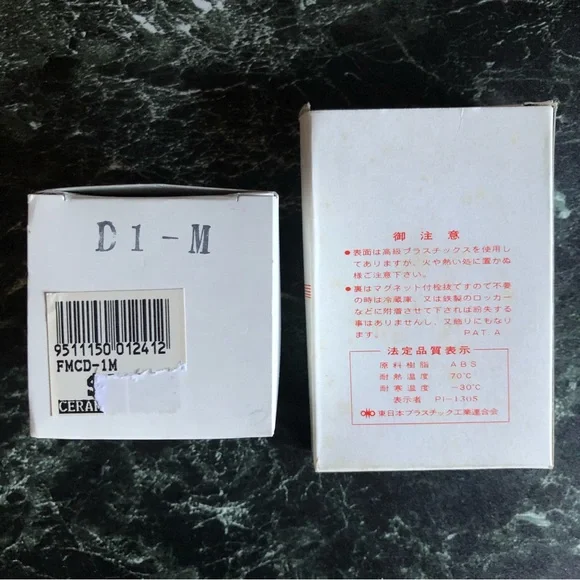 D1-M
9511150 012412
FMCD-1M
CERAM
御注意
●表面は高級プラスチックスを使用し
てありますが、火や熱い処に置かぬ
様ご注意下さい。
●裏はマグネット付栓抜ですので不要
の時は冷蔵庫、又は鉄製のロッカー
などに附着させて下されば紛失する
事はありませんし、又飾りにもなり
ます。 PAT. A.
法定品質表示
原料樹脂 ABS
耐熱温度 70℃
耐寒温度 -30℃
表示者 PI-130S
東日本プラスチック工業連合会